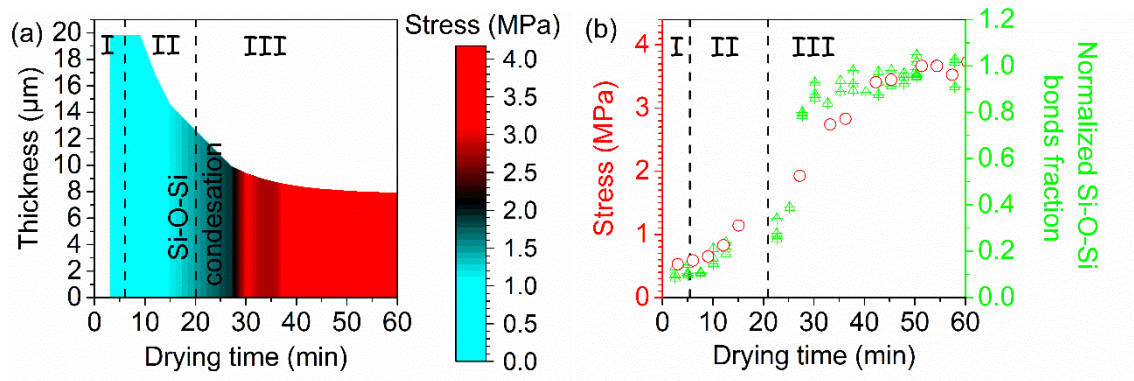 (a)
Thickness (µm)
20
18
16
14
12
10
8
6
4
2
0
I
II
III
Si-O-Si
condesation
0
10
20
30
40
50
60
Drying time (min)
Stress (MPa)
4.0
3.5
3.0
2.5
2.0
1.5
1.0
0.5
0.0
(b)
Stress (MPa)
4
3
2
1
0
I
II
III
0
10
20
30
40
50
60
Drying time (min)
1.2
1.0
0.8
0.6
0.4
0.2
0.0
Normalized Si-O-Si
bonds fraction